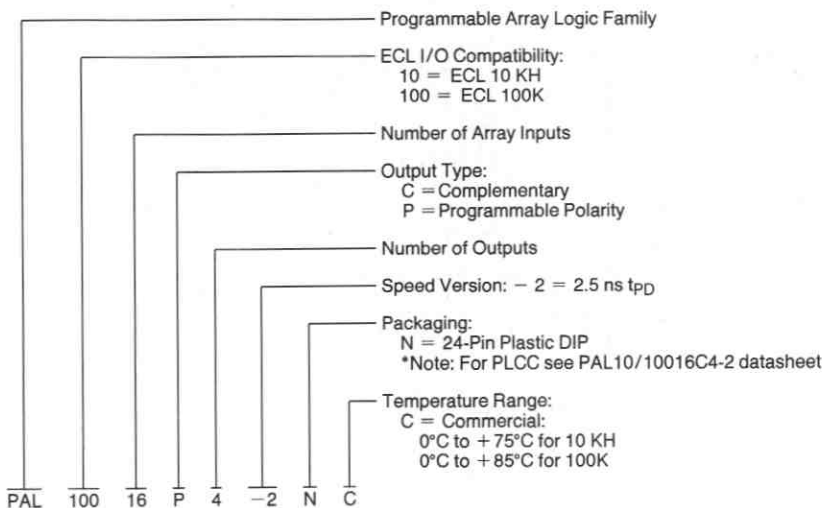 Programmable Array Logic Family
ECL I/O Compatibility:
10 = ECL 10 KH
100 = ECL 100K
Number of Array Inputs
Output Type:
C = Complementary
P = Programmable Polarity
Number of Outputs
Speed Version: – 2 = 2.5 ns tPD
Packaging:
N = 24-Pin Plastic DIP
*Note: For PLCC see PAL10/10016C4-2 datasheet
Temperature Range:
C = Commercial:
0°C to +75°C for 10 KH
0°C to +85°C for 100K
PAL 100 16 P 4 –2 N C